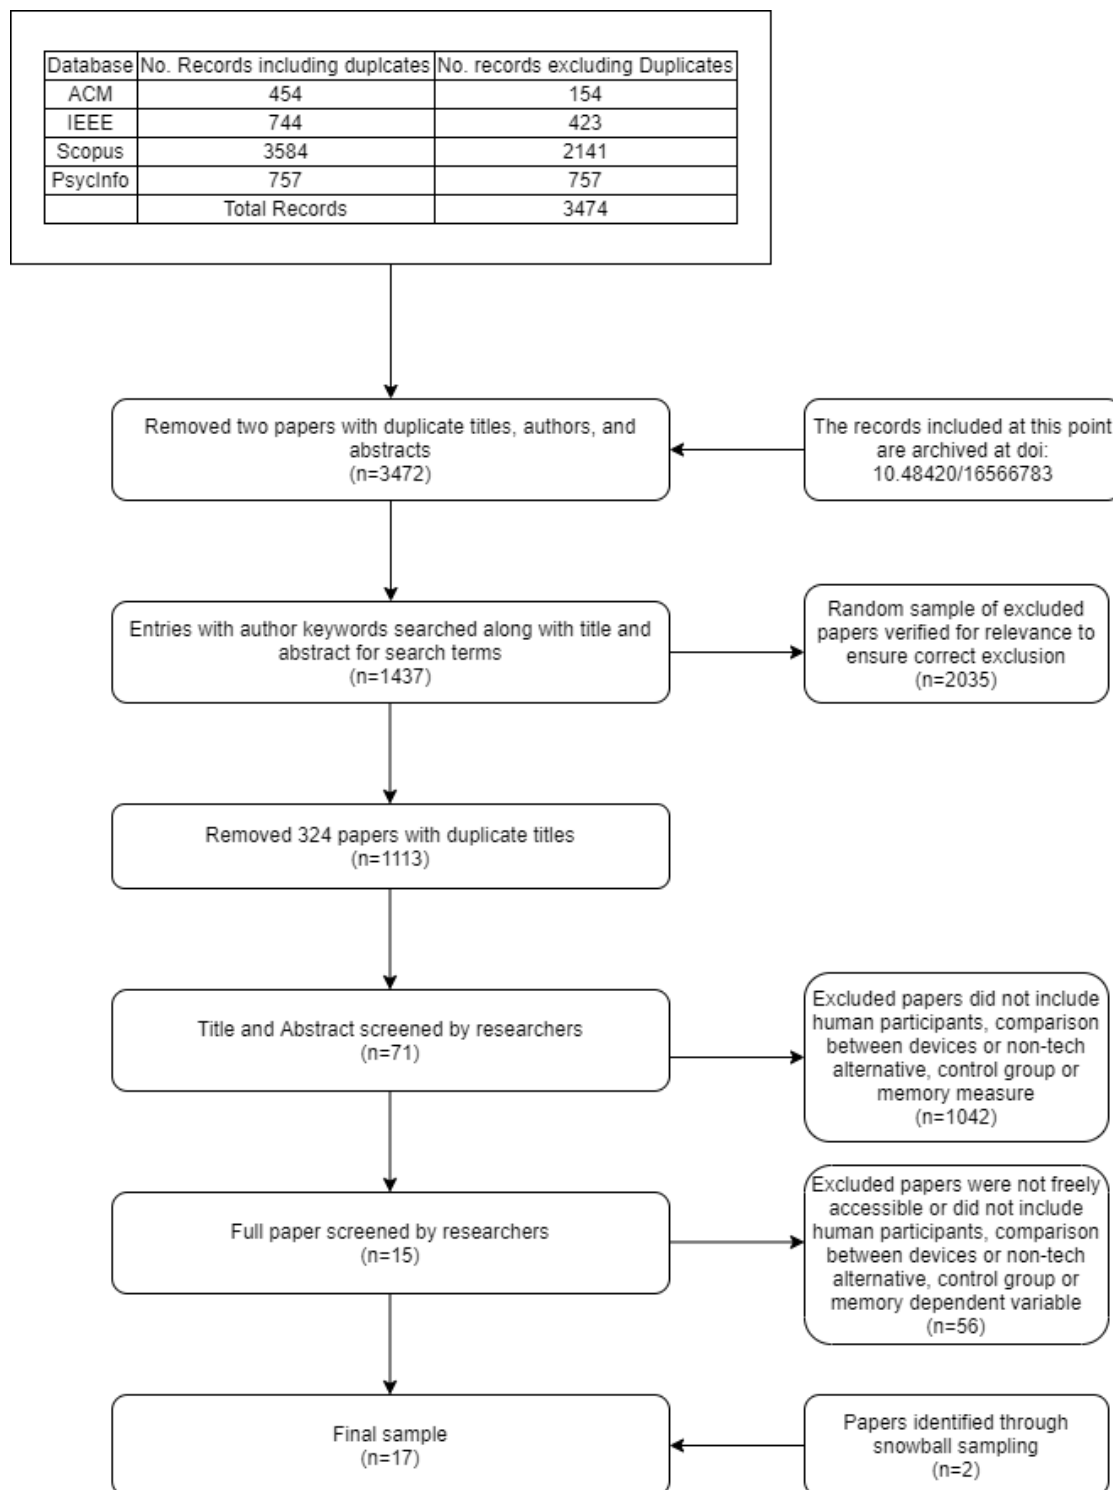 Database No. Records including duplcates No. records excluding Duplicates
ACM 454 154
IEEE 744 423
Scopus 3584 2141
PsycInfo 757 757
Total Records 3474
Removed two papers with duplicate titles, authors, and
abstracts
(n=3472)
The records included at this point
are archived at doi:
10.48420/16566783
Entries with author keywords searched along with title and
abstract for search terms
(n=1437)
Random sample of excluded
papers verified for relevance to
ensure correct exclusion
(n=2035)
Removed 324 papers with duplicate titles
(n=1113)
Title and Abstract screened by researchers
(n=71)
Excluded papers did not include
human participants, comparison
between devices or non-tech
alternative, control group or
memory measure
(n=1042)
Full paper screened by researchers
(n=15)
Excluded papers were not freely
accessible or did not include
human participants, comparison
between devices or non-tech
alternative, control group or
memory dependent variable
(n=56)
Final sample
(n=17)
Papers identified through
snowball sampling
(n=2)